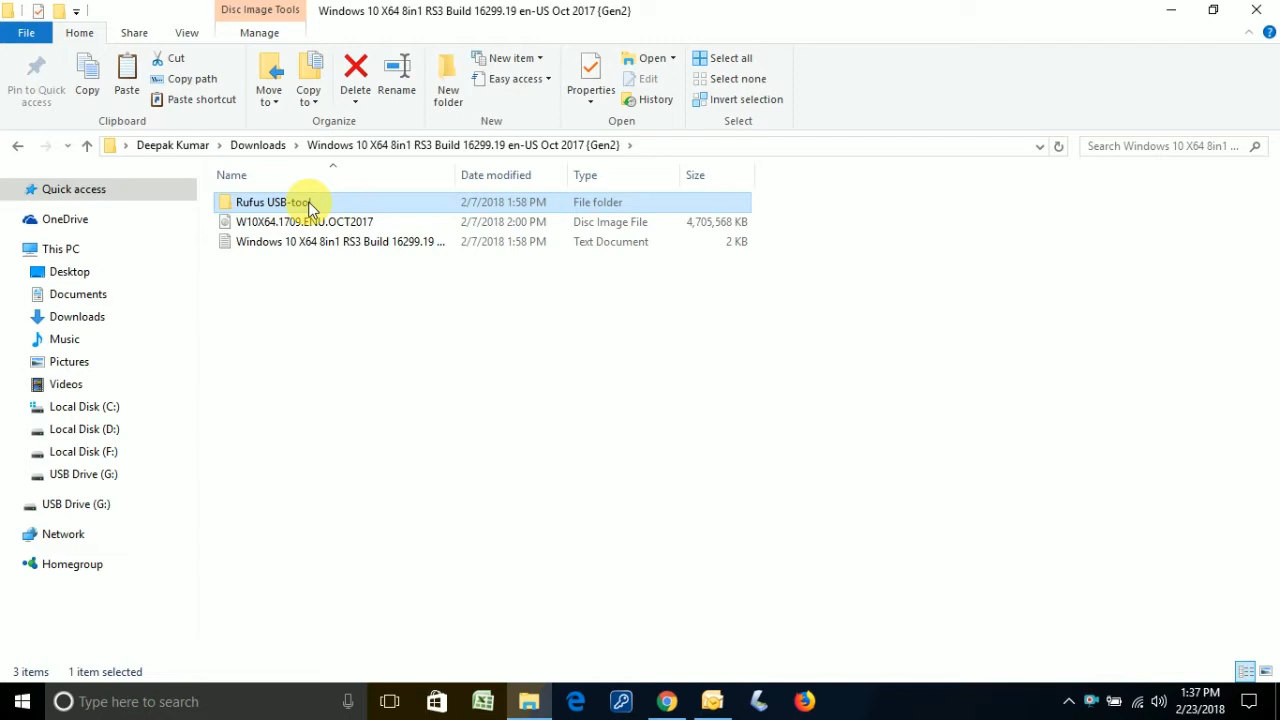 Disc Image Tools
Windows 10 X64 8in1 RS3 Build 16299.19 en-US Oct 2017 {Gen2}
File
Home
Share
View
Manage
Pin to Quick access
Copy
Paste
Cut
Copy path
Paste shortcut
Clipboard
Move to
Copy to
Delete
Rename
Organize
New folder
New item
Easy access
New
Properties
Open
Edit
History
Open
Select all
Select none
Invert selection
Select
Deepak Kumar
Downloads
Windows 10 X64 8in1 RS3 Build 16299.19 en-US Oct 2017 {Gen2}
Search Windows 10 X64 8in1 ...
Name
Date modified
Type
Size
Rufus USB-tool
2/7/2018 1:58 PM
File folder
W10X64.1709.ENU.OCT2017
2/7/2018 2:00 PM
Disc Image File
4,705,568 KB
Windows 10 X64 8in1 RS3 Build 16299.19 ...
2/7/2018 1:58 PM
Text Document
2 KB
Quick access
OneDrive
This PC
Desktop
Documents
Downloads
Music
Pictures
Videos
Local Disk (C:)
Local Disk (D:)
Local Disk (F:)
USB Drive (G:)
USB Drive (G:)
Network
Homegroup
3 items
1 item selected
Type here to search
1:37 PM
2/23/2018